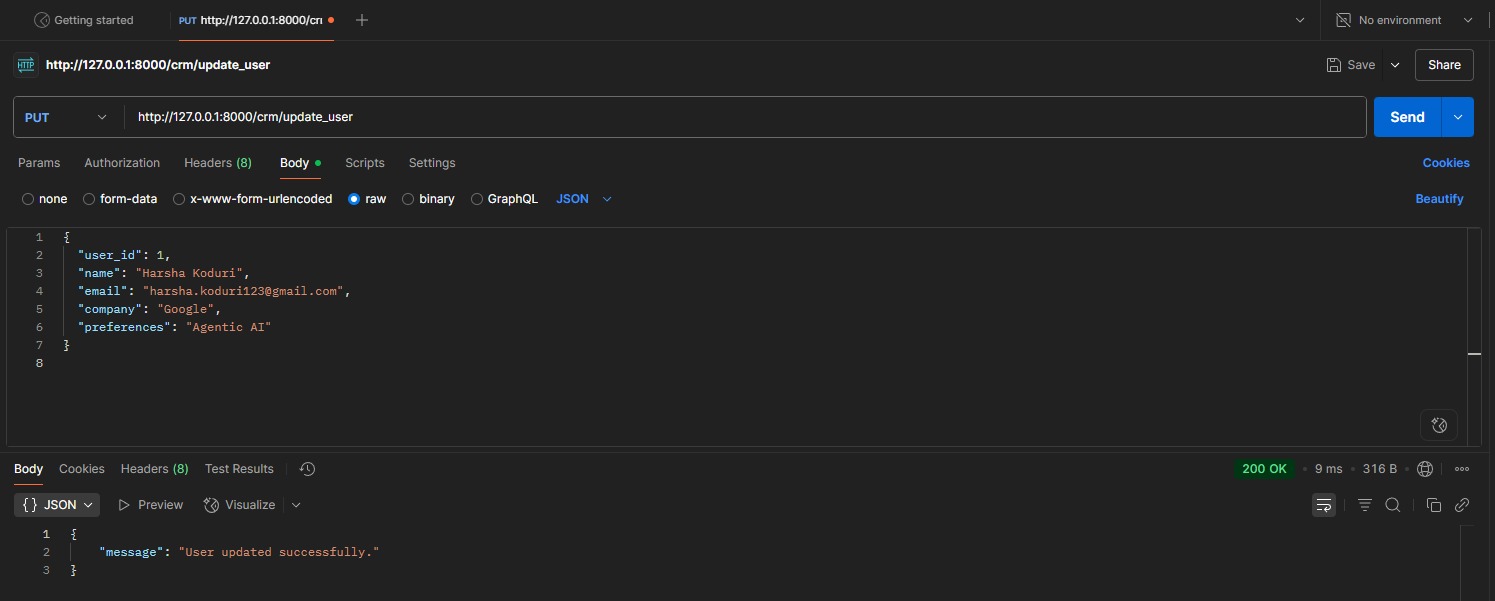 Getting started
PUT http://127.0.0.1:8000/cri
No environment
HTTP http://127.0.0.1:8000/crm/update_user
Save
Share
PUT http://127.0.0.1:8000/crm/update_user
Send
Params Authorization Headers (8) Body Scripts Settings
Cookies
none form-data x-www-form-urlencoded raw binary GraphQL JSON
Beautify
1 {
2 "user_id": 1,
3 "name": "Harsha Koduri",
4 "email": "harsha.koduri123@gmail.com",
5 "company": "Google",
6 "preferences": "Agentic AI"
7 }
8
Body Cookies Headers (8) Test Results
200 OK • 9 ms • 316 B •
{} JSON Preview Visualize
1 {
2 "message": "User updated successfully."
3 }